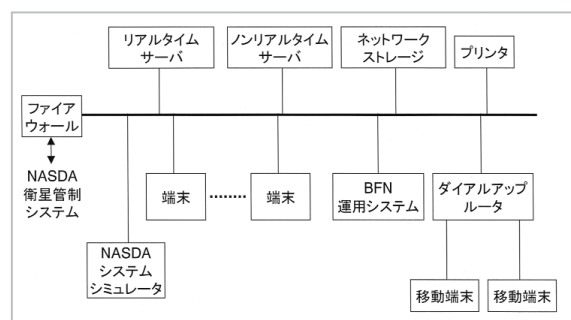 リアルタイム
サーバ
ノンリアルタイム
サーバ
ネットワーク
ストレージ
プリンタ
ファイア
ウォール
NASDA
衛星管制
システム
端末
........
端末
BFN
運用システム
ダイアルアップ
ルータ
NASDA
システム
シミュレータ
移動端末
移動端末